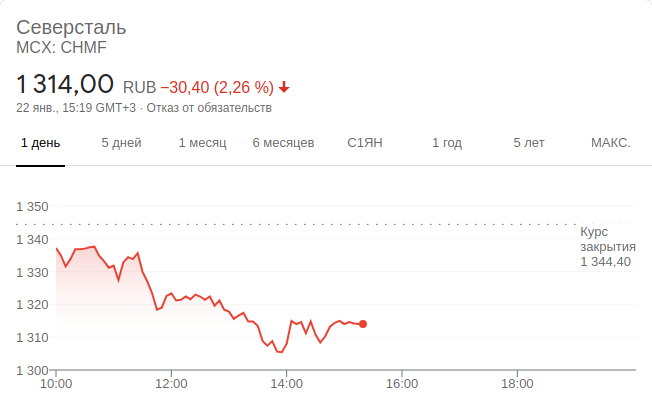 Северсталь
MCX: CHMF
1 314,00 RUB −30,40 (2,26 %)
22 янв., 15:19 GMT+3 · Отказ от обязательств
1 день 5 дней 1 месяц 6 месяцев С1ЯН 1 год 5 лет МАКС.
1 350
1 340
1 330
1 320
1 310
1 300
Курс
закрытия
1 344,40
10:00 12:00 14:00 16:00 18:00